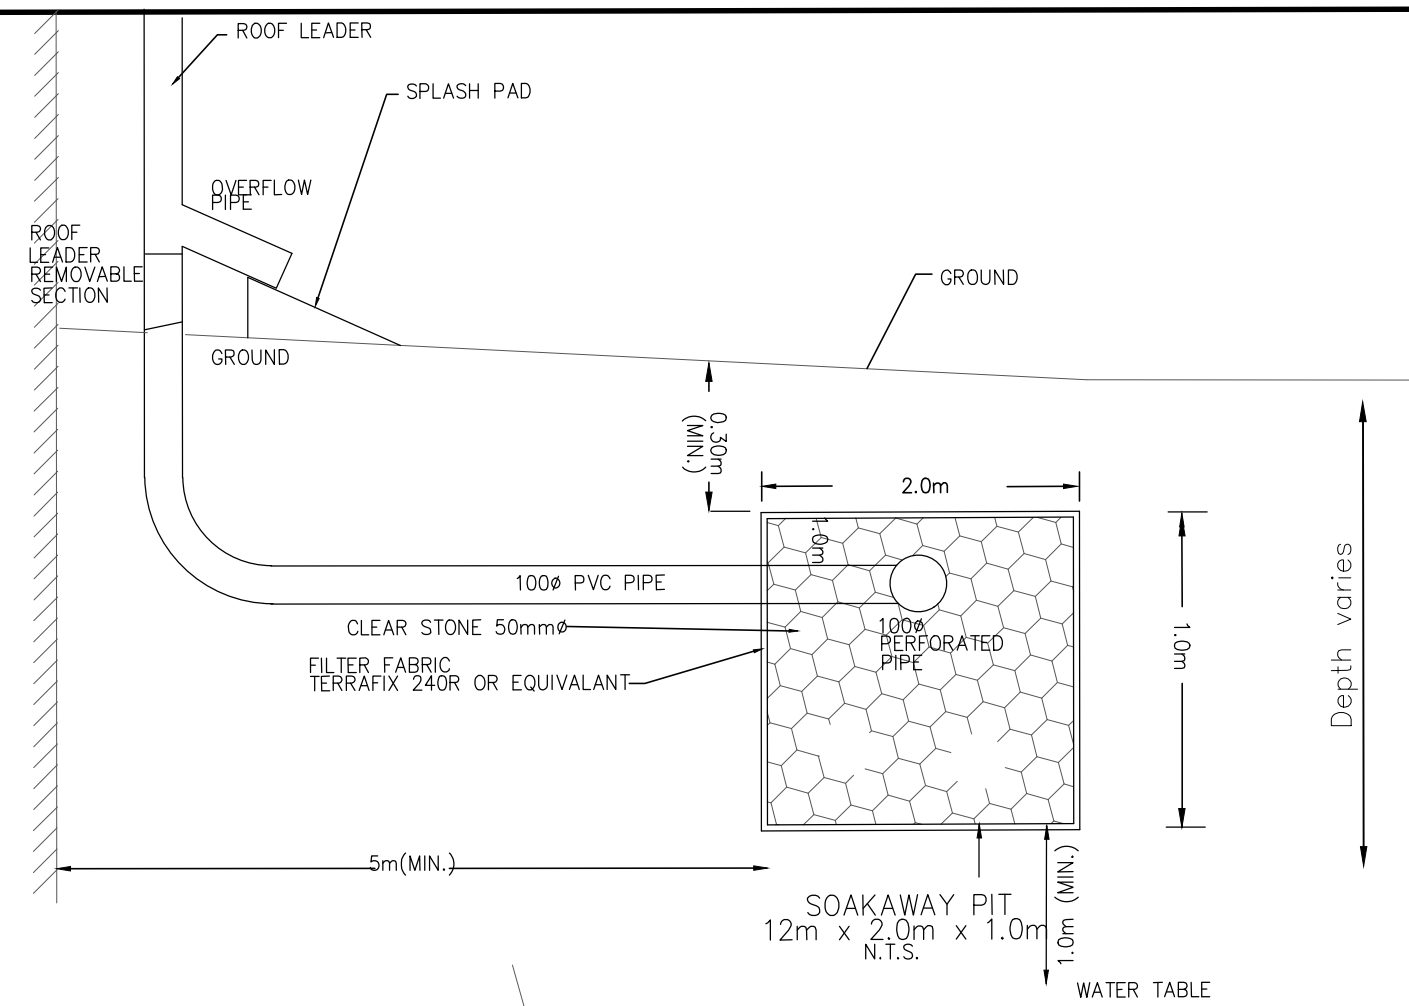 ROOF LEADER
SPLASH PAD
OVERFLOW
PIPE
ROOF
LEADER
REMOVABLE
SECTION
GROUND
GROUND
0.30m
(MIN.)
2.0m
1.0m
100ø PVC PIPE
CLEAR STONE 50mmø
100ø
PERFORATED
PIPE
FILTER FABRIC
TERRAFIX 240R OR EQUIVALANT
1.0m
Depth varies
5m(MIN.)
SOAKAWAY PIT
12m x 2.0m x 1.0m
N.T.S.
1.0m (MIN.)
WATER TABLE